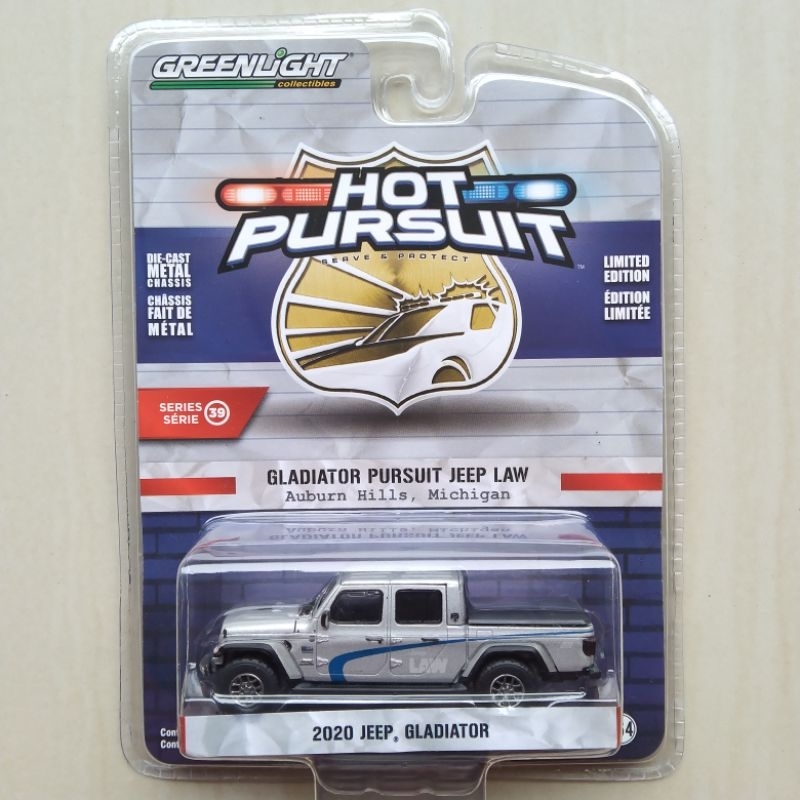 GREENLiGHT®
collectibles
HOT
PURSUIT™
SERVE & PROTECT
DIE-CAST
METAL
CHASSIS
CHÂSSIS
FAIT DE
MÉTAL
LIMITED
EDITION
ÉDITION
LIMITÉE
SERIES
SÉRIE
39
GLADIATOR PURSUIT JEEP LAW
Auburn Hills, Michigan
LAW
2020 JEEP® GLADIATOR